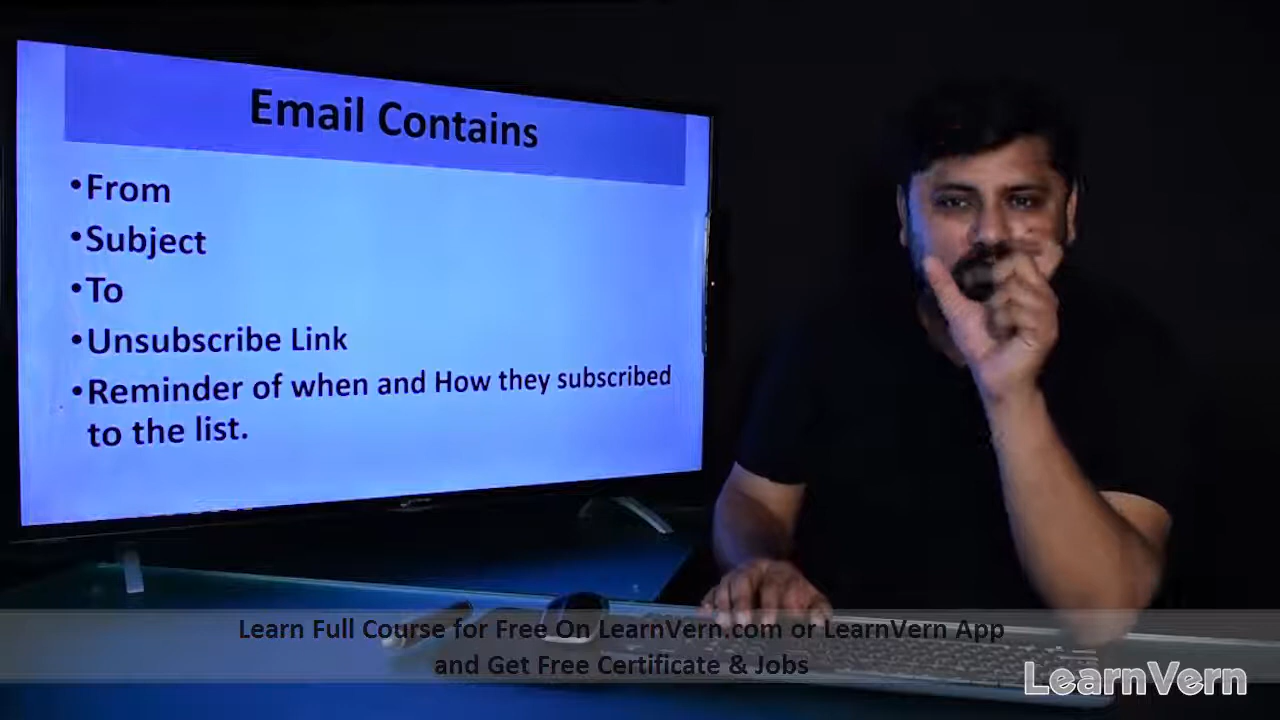 Email Contains
•From
•Subject
•To
•Unsubscribe Link
•Reminder of when and How they subscribed
to the list.
Learn Full Course for Free On LearnVern.com or LearnVern App
and Get Free Certificate & Jobs
LearnVern